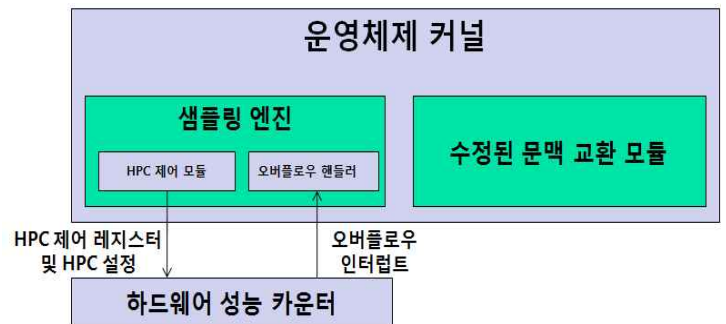 운영체제 커널
샘플링 엔진
수정된 문맥 교환 모듈
HPC 제어 모듈
오버플로우 핸들러
HPC 제어 레지스터
및 HPC 설정
오버플로우
인터럽트
하드웨어 성능 카운터